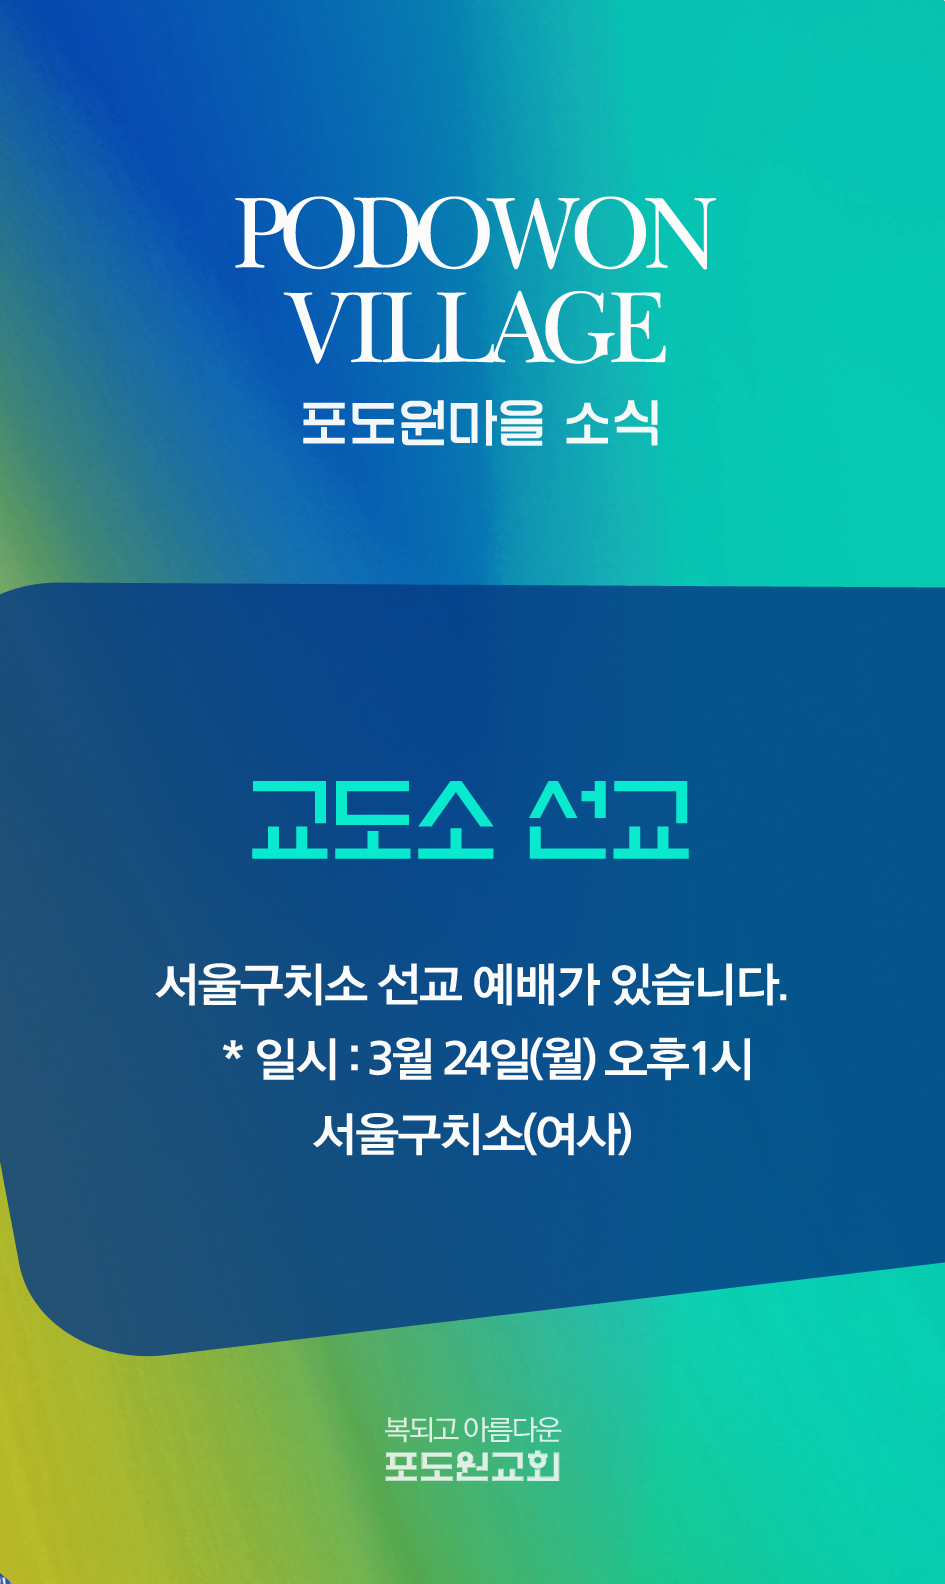 PODOWON
VILLAGE
포도원마을 소식
교도소 선교
서울구치소 선교 예배가 있습니다.
* 일시 : 3월 24일(월) 오후1시
서울구치소(여사)
복되고 아름다운
포도원교회